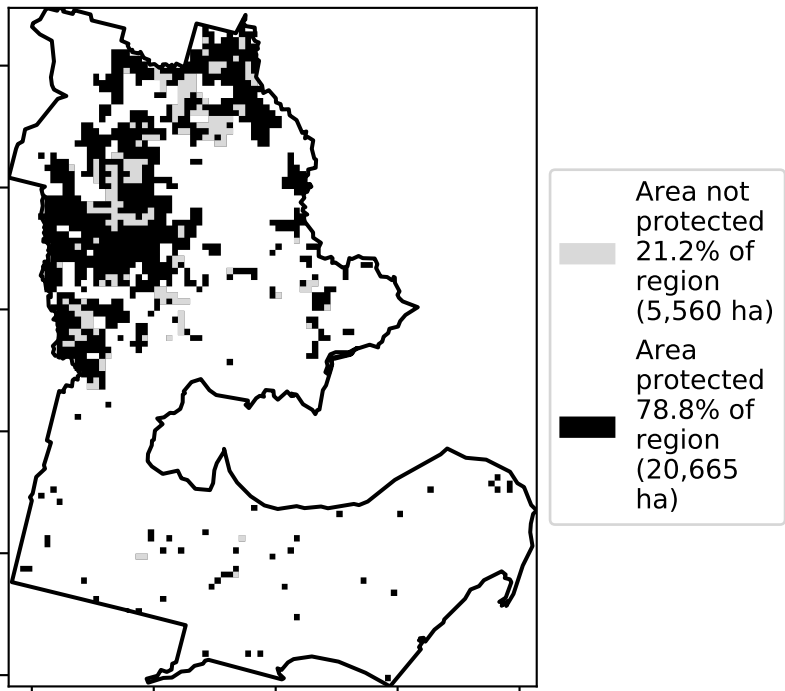 Area not
protected
21.2% of
region
(5,560 ha)
Area
protected
78.8% of
region
(20,665
ha)